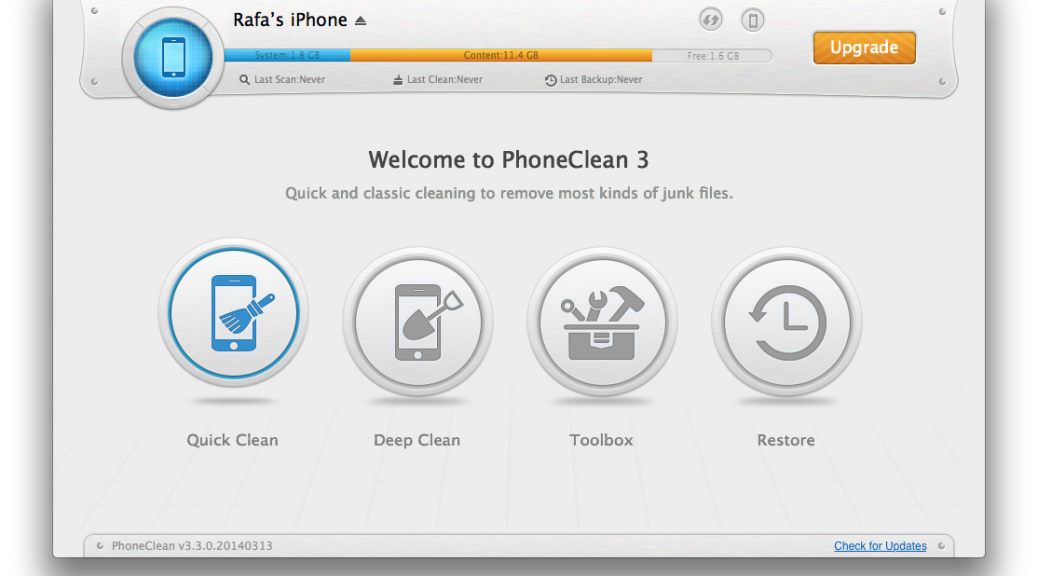 Rafa's iPhone
System:1.8 GB Content:11.4 GB Free:1.6 GB
Upgrade
Last Scan:Never Last Clean:Never Last Backup:Never
Welcome to PhoneClean 3
Quick and classic cleaning to remove most kinds of junk files.
Quick Clean Deep Clean Toolbox Restore
PhoneClean v3.3.0.20140313 Check for Updates